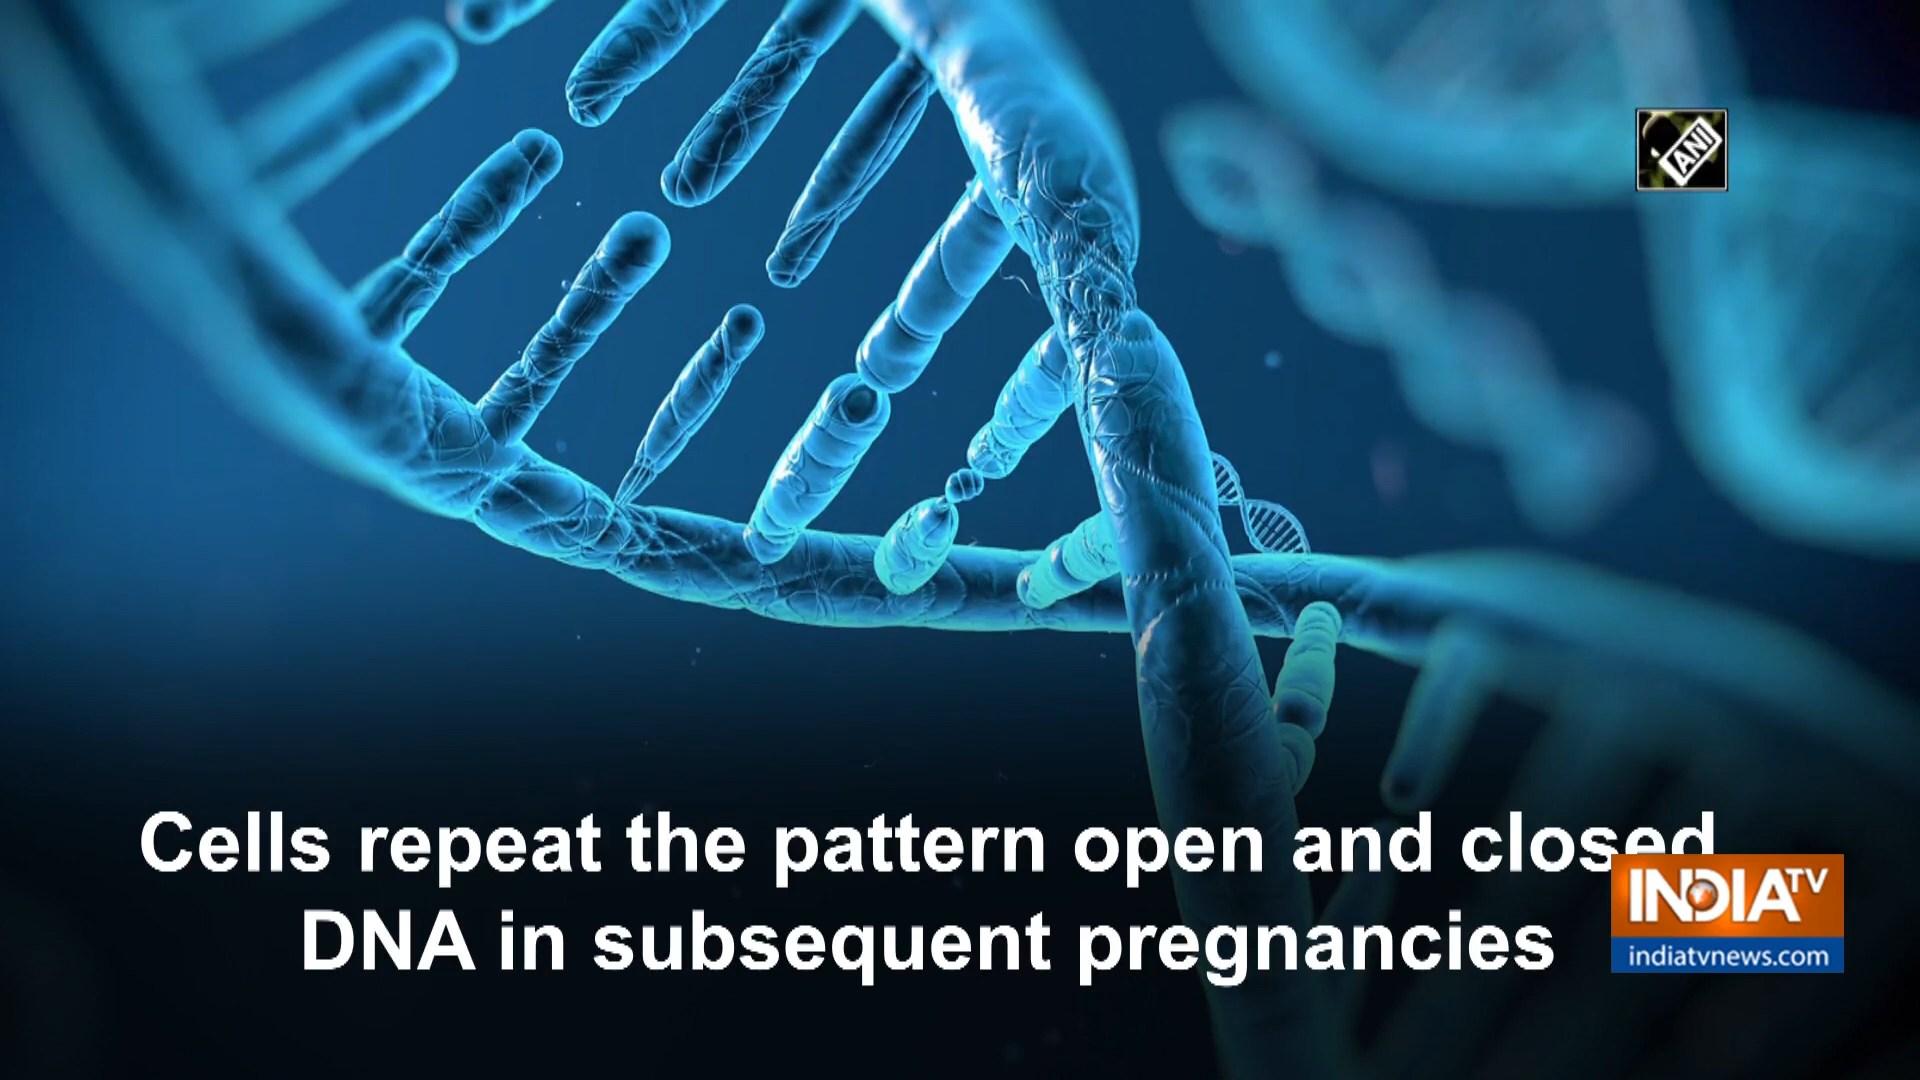 ANI
Cells repeat the pattern open and closed
DNA in subsequent pregnancies
INDIA TV
indiatvnews.com